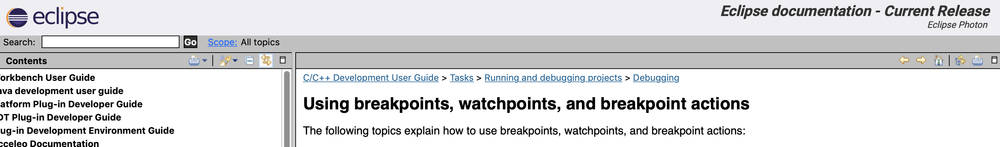 eclipse
Eclipse documentation - Current Release
Eclipse Photon
Search:
Go
Scope: All topics
Contents
orkbench User Guide
ava development user guide
atform Plug-in Developer Guide
DT Plug-in Developer Guide
ug-in Development Environment Guide
cceleo Documentation
C/C++ Development User Guide > Tasks > Running and debugging projects > Debugging
Using breakpoints, watchpoints, and breakpoint actions
The following topics explain how to use breakpoints, watchpoints, and breakpoint actions: